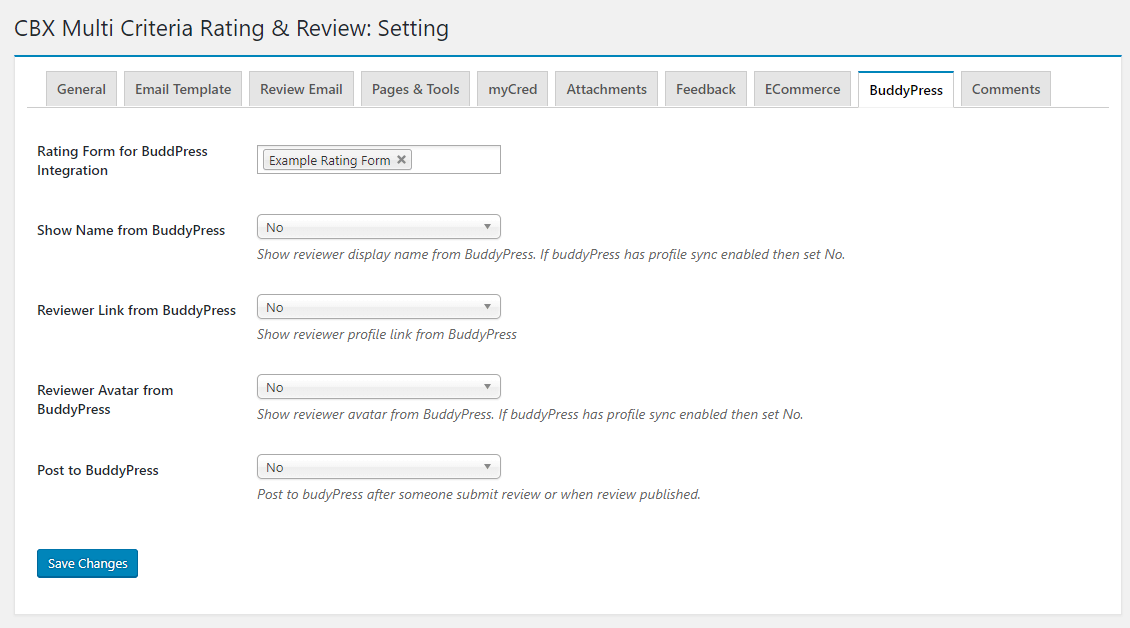 CBX Multi Criteria Rating & Review: Setting
General Email Template Review Email Pages & Tools myCred Attachments Feedback ECommerce BuddyPress Comments
Rating Form for BuddPress
Integration
Example Rating Form ×
Show Name from BuddyPress
No
Show reviewer display name from BuddyPress. If buddyPress has profile sync enabled then set No.
Reviewer Link from BuddyPress
No
Show reviewer profile link from BuddyPress
Reviewer Avatar from
BuddyPress
No
Show reviewer avatar from BuddyPress. If buddyPress has profile sync enabled then set No.
Post to BuddyPress
No
Post to budyPress after someone submit review or when review published.
Save Changes